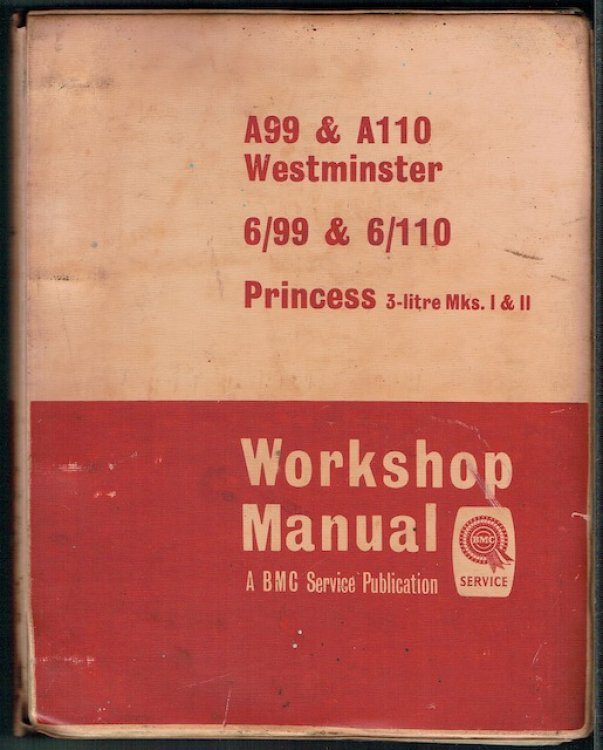 A99 & A110
Westminster
6/99 & 6/110
Princess 3-litre Mks. I & II
Workshop
Manual
A BMC Service Publication
BMC
SERVICE